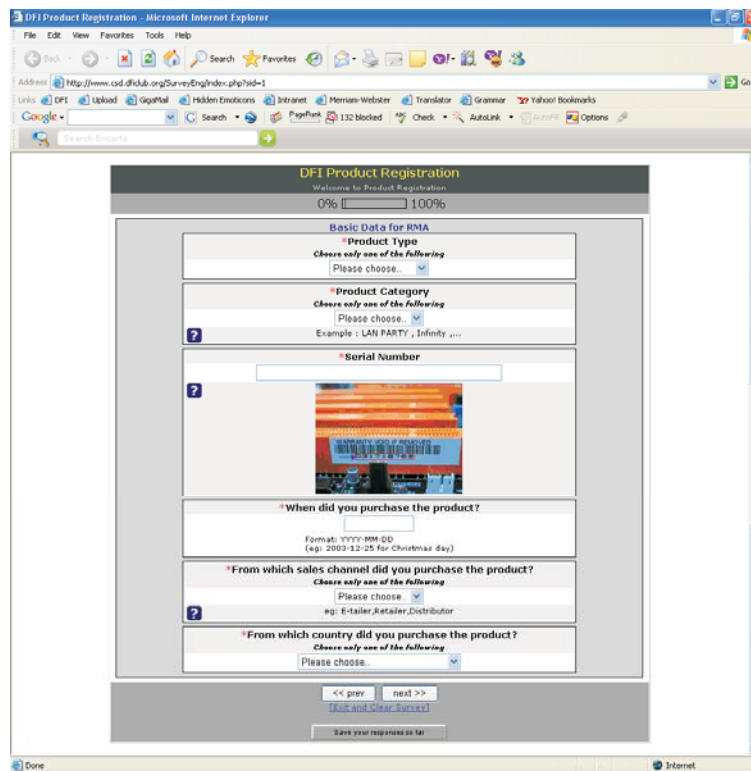 DFI Product Registration - Microsoft Internet Explorer
File Edit View Favorites Tools Help
Back Search Favorites
Address http://www.csd.dficlub.org/SurveyEng/index.php?sid=1 Go
Links DFI Upload GigaMail Hidden Emoticons Intranet Merriam-Webster Translator Grammar Yahoo! Bookmarks
Google Search PageRank 132 blocked Check AutoLink AutoFill Options
Search Encarta
DFI Product Registration
Welcome to Product Registration
0% 100%
Basic Data for RMA
*Product Type
Choose only one of the following
Please choose..
*Product Category
Choose only one of the following
Please choose..
? Example : LAN PARTY , Infinity ,...
*Serial Number
?
WARRANTY VOID IF REMOVED
*When did you purchase the product?
Format: YYYY-MM-DD
(eg: 2003-12-25 for Christmas day)
*From which sales channel did you purchase the product?
Choose only one of the following
Please choose..
? eg: E-tailer,Retailer,Distributor
*From which country did you purchase the product?
Choose only one of the following
Please choose..
<< prev next >>
[Exit and Clear Survey]
Save your responses so far
Done Internet